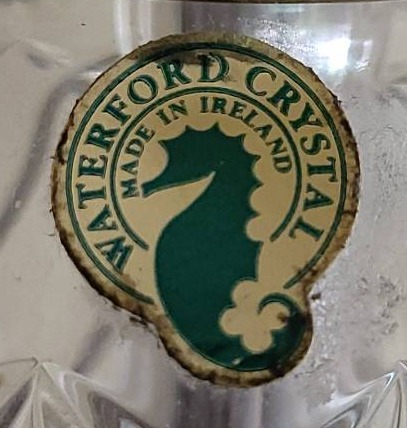 WATERFORD CRYSTAL
MADE IN IRELAND